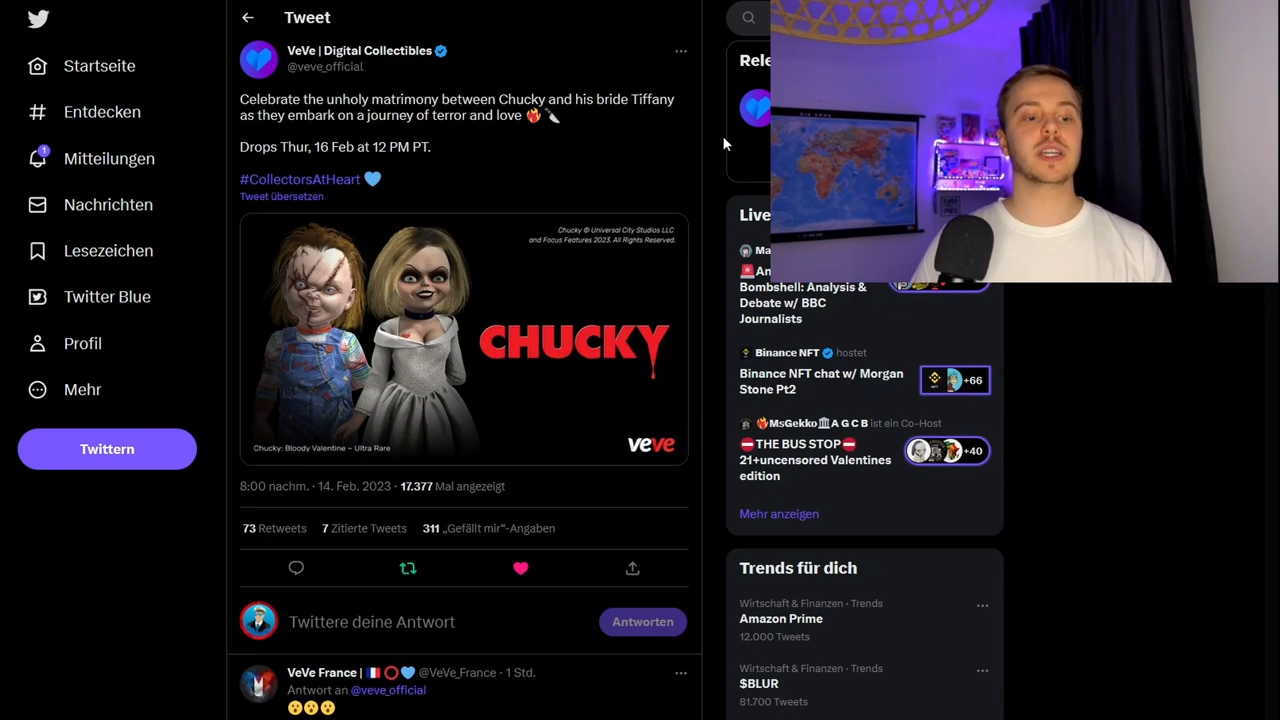 Tweet
VeVe | Digital Collectibles
@veve_official
Celebrate the unholy matrimony between Chucky and his bride Tiffany
as they embark on a journey of terror and love ❤️‍🔥🔪
Drops Thur, 16 Feb at 12 PM PT.
#CollectorsAtHeart 💙
Tweet übersetzen
Chucky © Universal City Studios LLC
and Focus Features 2023. All Rights Reserved.
CHUCKY
Chucky: Bloody Valentine – Ultra Rare
veve
8:00 nachm. · 14. Feb. 2023 · 17.377 Mal angezeigt
73 Retweets 7 Zitierte Tweets 311 „Gefällt mir“-Angaben
Twittere deine Antwort
Antworten
VeVe France | 🇫🇷 ⭕ 💙 @VeVe_France · 1 Std.
Antwort an @veve_official
😮😮😮
Startseite
Entdecken
1
Mitteilungen
Nachrichten
Lesezeichen
Twitter Blue
Profil
Mehr
Twittern
Rele
Live
Ma
🚨 An
Bombshell: Analysis &
Debate w/ BBC
Journalists
Binance NFT hostet
Binance NFT chat w/ Morgan
Stone Pt2
+66
MsGekko🏛A G C B ist ein Co-Host
⛔THE BUS STOP⛔
21+uncensored Valentines
edition
+40
Mehr anzeigen
Trends für dich
Wirtschaft & Finanzen · Trends
Amazon Prime
12.000 Tweets
Wirtschaft & Finanzen · Trends
$BLUR
81.700 Tweets